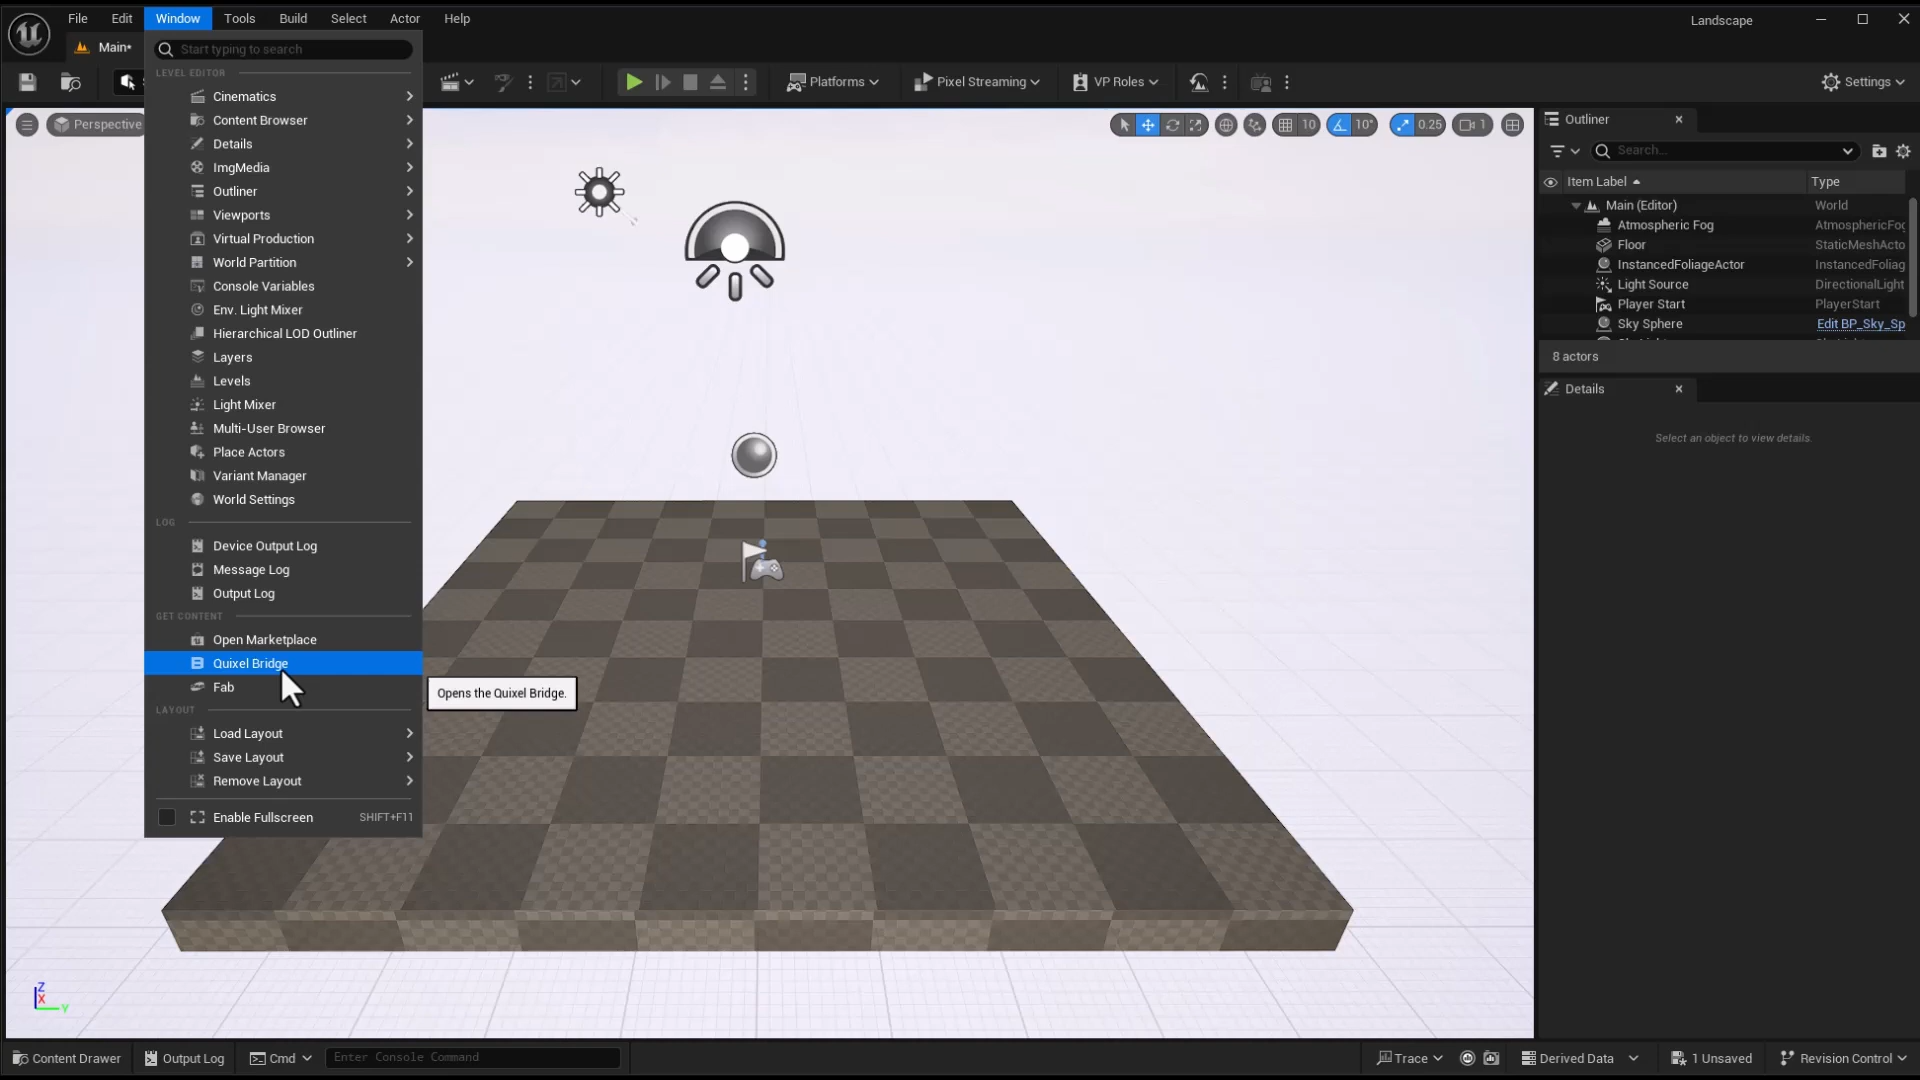 File Edit Window Tools Build Select Actor Help
Landscape
Main*
Platforms
Pixel Streaming
VP Roles
Settings
Start typing to search
LEVEL EDITOR
Cinematics
Content Browser
Details
ImgMedia
Outliner
Viewports
Virtual Production
World Partition
Console Variables
Env. Light Mixer
Hierarchical LOD Outliner
Layers
Levels
Light Mixer
Multi-User Browser
Place Actors
Variant Manager
World Settings
LOG
Device Output Log
Message Log
Output Log
GET CONTENT
Open Marketplace
Quixel Bridge
Fab
LAYOUT
Load Layout
Save Layout
Remove Layout
Enable Fullscreen SHIFT+F11
Opens the Quixel Bridge.
Perspective
10 10° 0.25 1
Z
X
Y
Outliner
Search...
Item Label Type
Main (Editor) World
Atmospheric Fog AtmosphericFog
Floor StaticMeshActo
InstancedFoliageActor InstancedFoliag
Light Source DirectionalLight
Player Start PlayerStart
Sky Sphere Edit BP_Sky_Sp
8 actors
Details
Select an object to view details.
Content Drawer Output Log Cmd Enter Console Command Trace Derived Data 1 Unsaved Revision Control